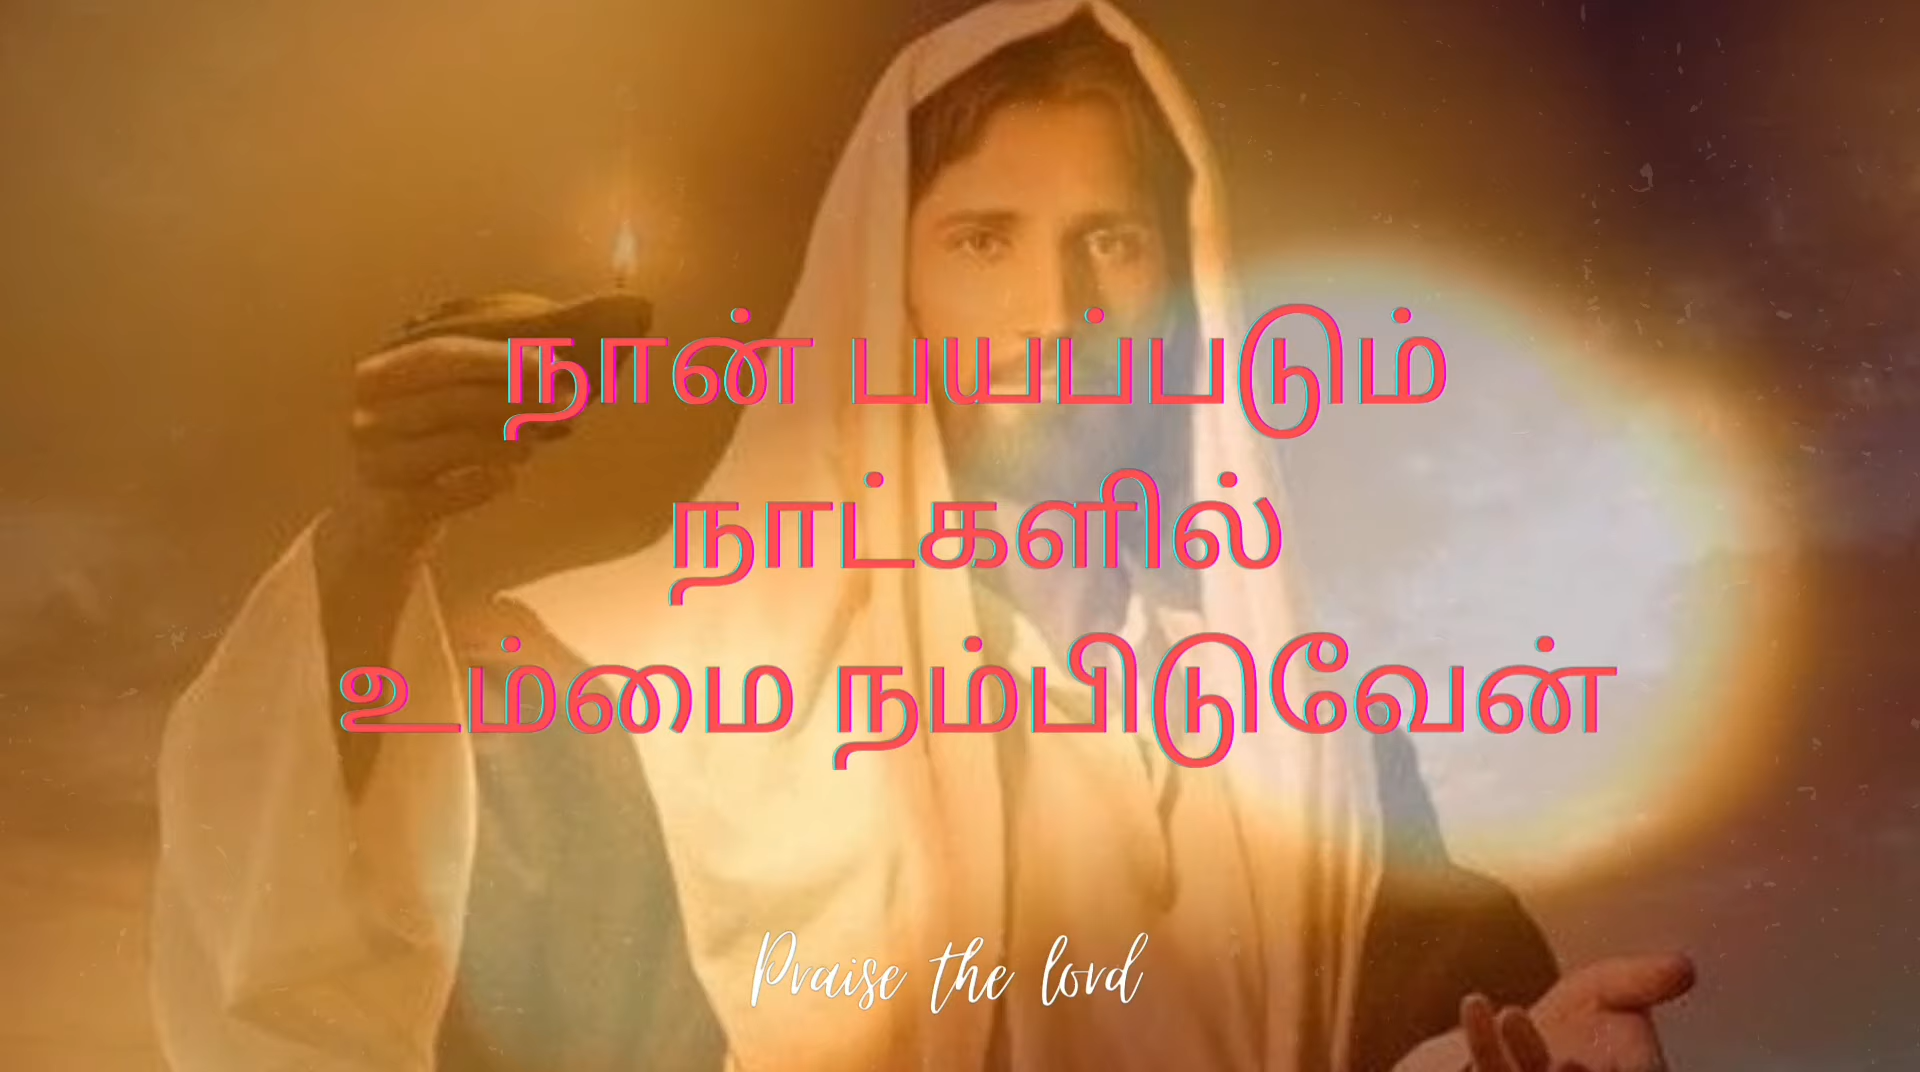 நான் பயப்படும்
நாட்களில்
உம்மை நம்பிடுவேன்
Praise the lord